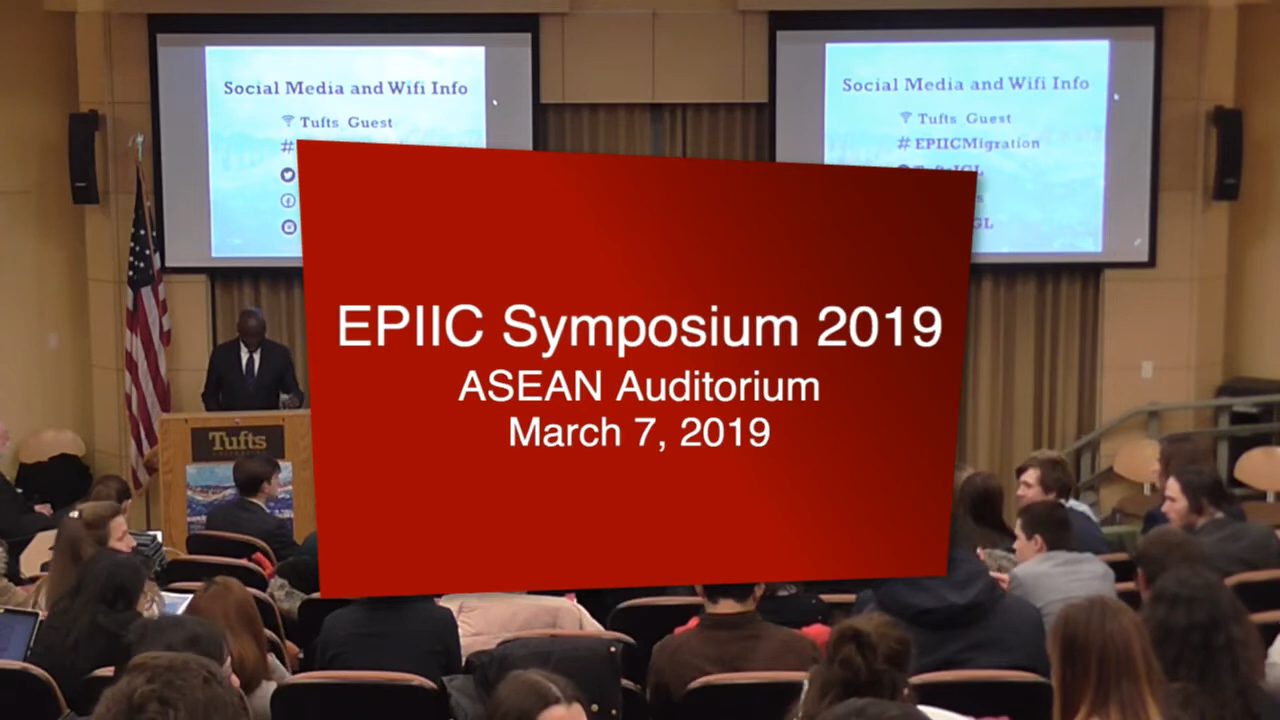 Social Media and Wifi Info
Tufts Guest
#
Social Media and Wifi Info
Tufts Guest
#EPIICMigration
EPIIC Symposium 2019
ASEAN Auditorium
March 7, 2019
Tufts